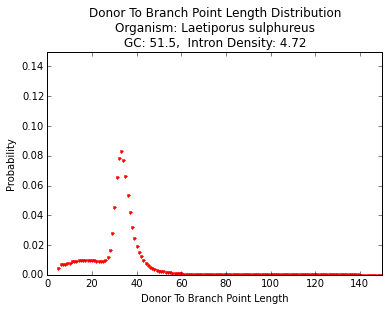 Donor To Branch Point Length Distribution
Organism: Laetiporus sulphureus
GC: 51.5,  Intron Density: 4.72
0.14
0.12
0.10
0.08
0.06
0.04
0.02
0.00
Probability
0 20 40 60 80 100 120 140
Donor To Branch Point Length